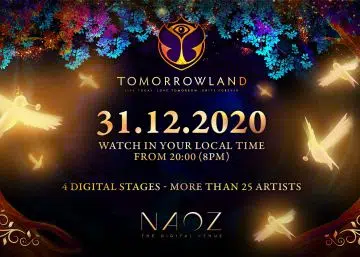 TOMORROWLAND
LIVE TODAY, LOVE TOMORROW, UNITE FOREVER
31.12.2020
WATCH IN YOUR LOCAL TIME
FROM 20:00 (8PM)
4 DIGITAL STAGES - MORE THAN 25 ARTISTS
NAOZ
THE DIGITAL VENUE